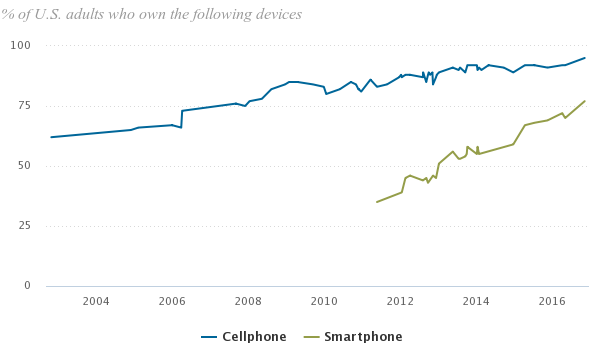 % of U.S. adults who own the following devices
100
75
50
25
0
2004 2006 2008 2010 2012 2014 2016
Cellphone Smartphone